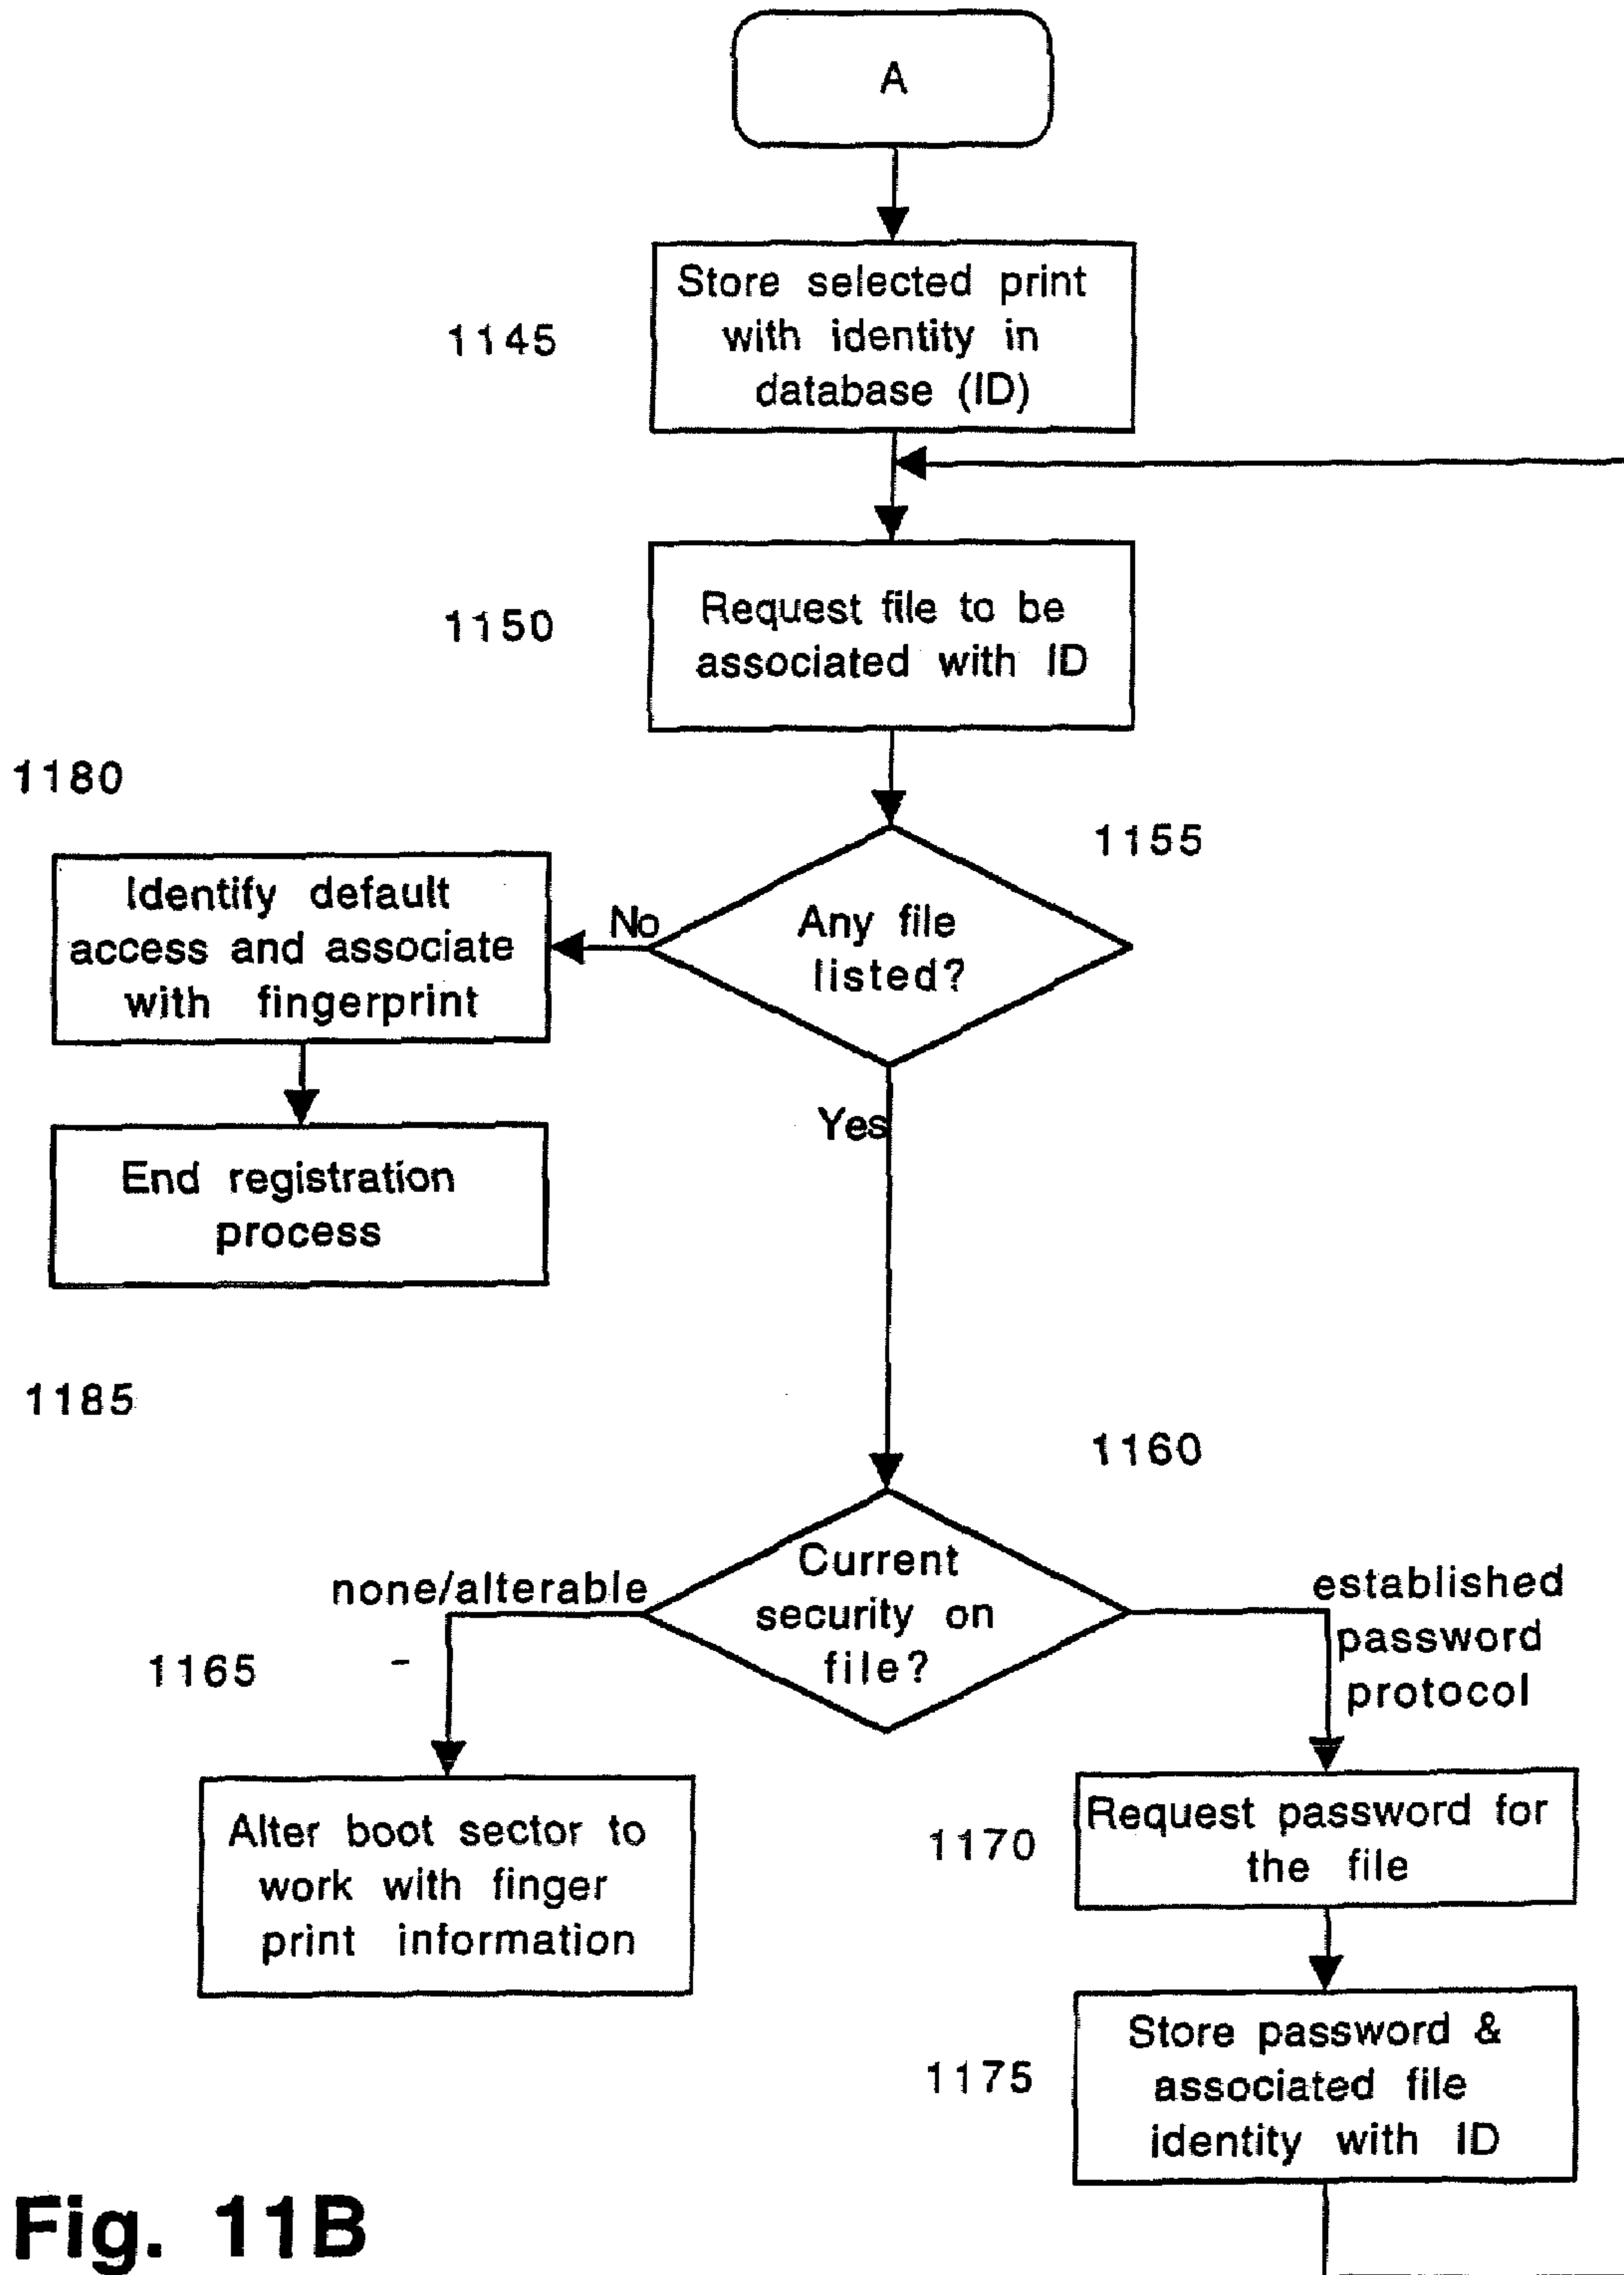 A
Store selected print
with identity in
database (ID)
1145
Request file to be
associated with ID
1150
1180
1155
Identify default
access and associate
with fingerprint
No
Any file
listed?
Yes
End registration
process
1185
1160
Current
security on
file?
none/alterable
established
password
protocol
1165
Alter boot sector to
work with finger
print information
1170
Request password for
the file
1175
Store password &
associated file
identity with ID
Fig. 11B